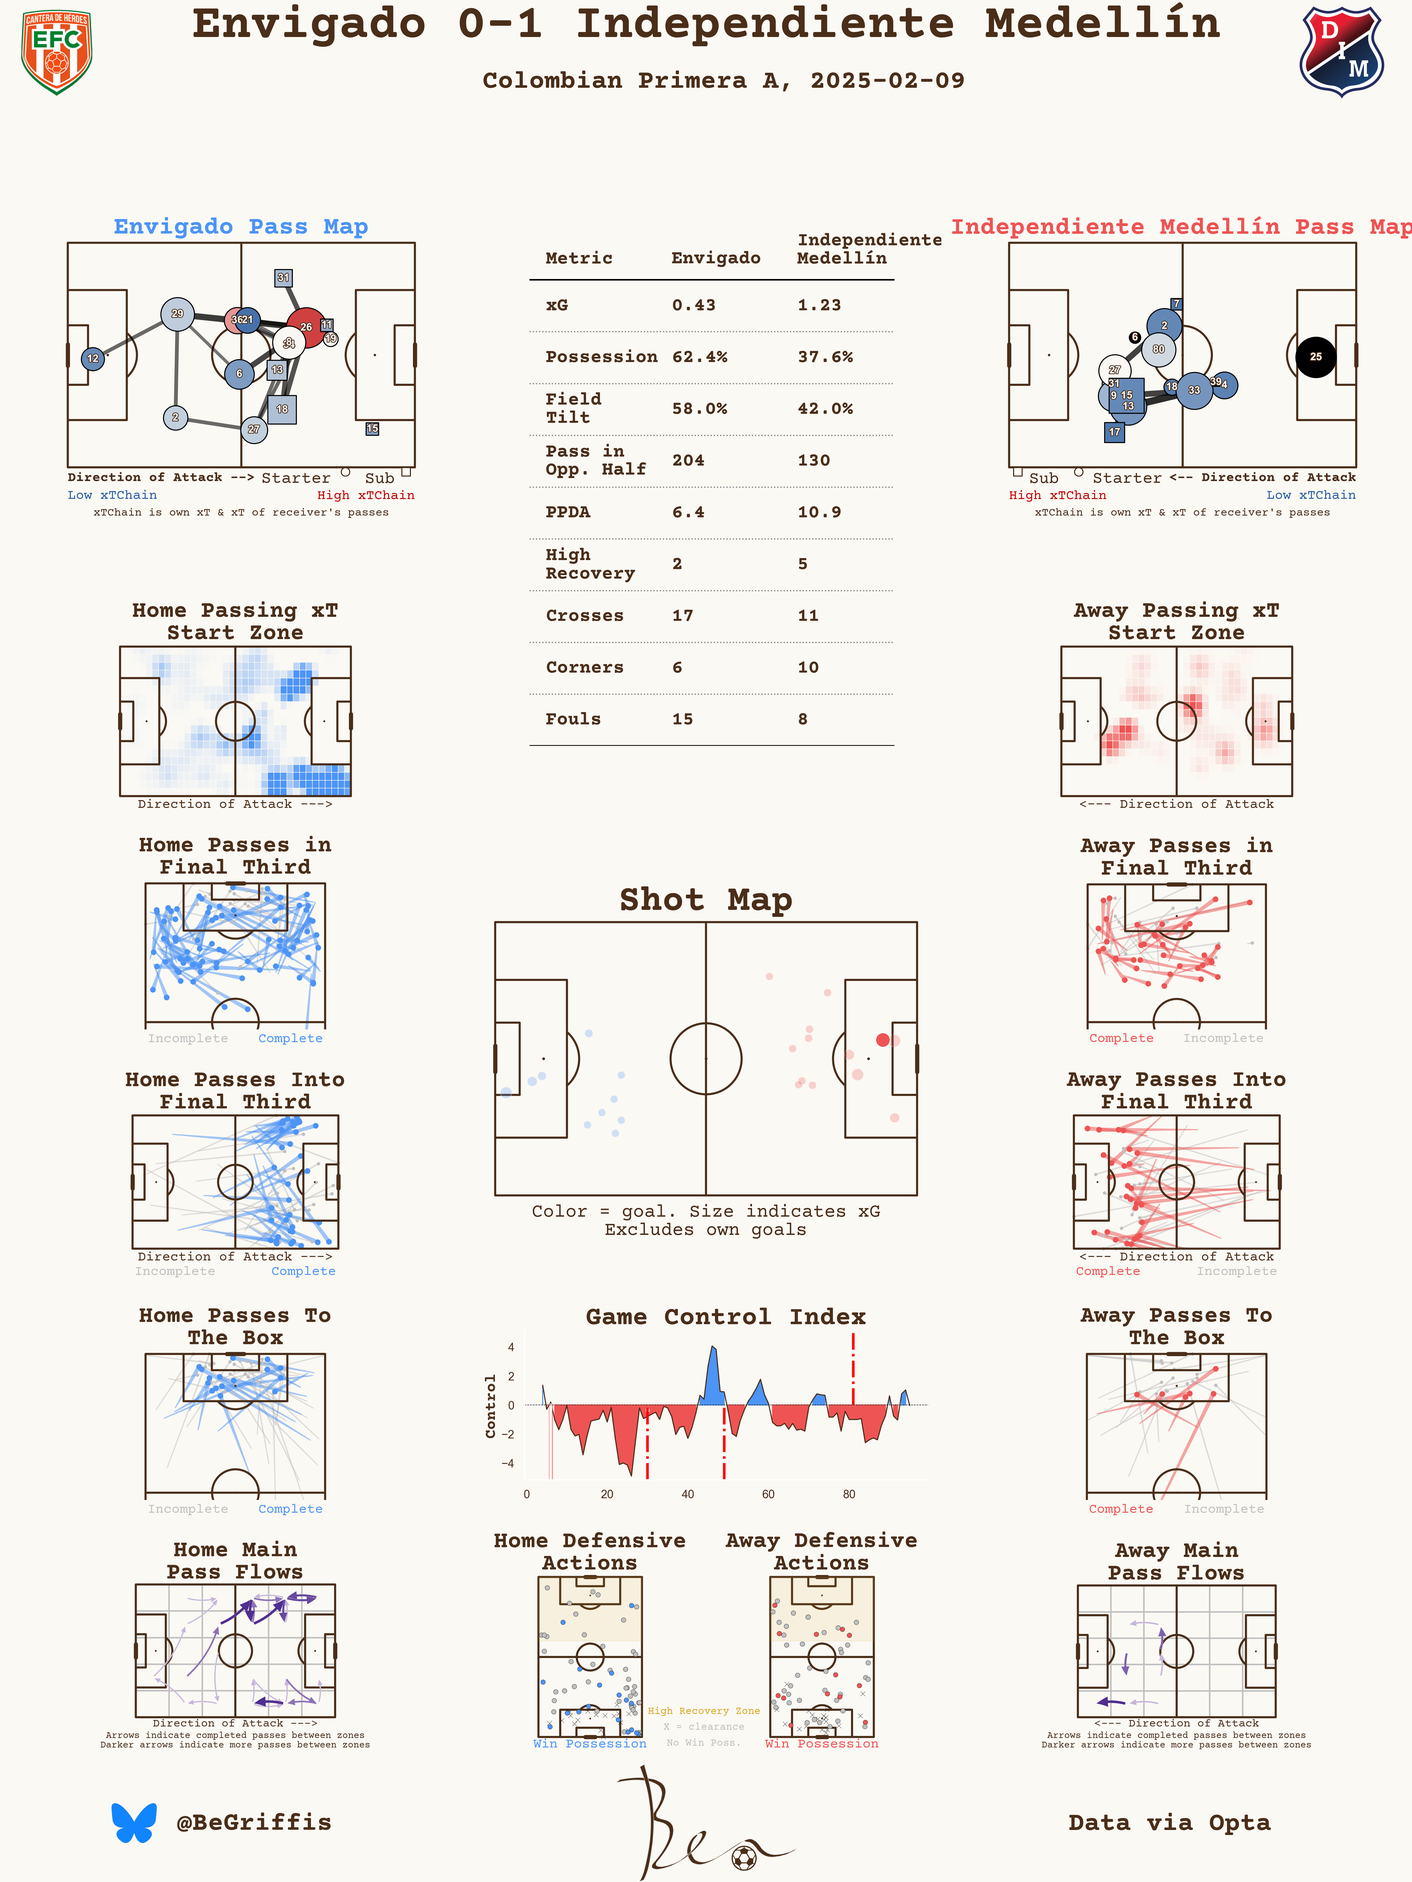 Envigado 0-1 Independiente Medellín
Colombian Primera A, 2025-02-09
CANTERA DE HÉROES
EFC
D
I
M
Envigado Pass Map
31
29
36
21
26
11
19
12
6
13
18
2
27
15
Direction of Attack -->
Starter
Sub
Low xTChain
High xTChain
xTChain is own xT & xT of receiver's passes
Metric
Envigado
Independiente
Medellín
xG
0.43
1.23
Possession
62.4%
37.6%
Field
Tilt
58.0%
42.0%
Pass in
Opp. Half
204
130
PPDA
6.4
10.9
High
Recovery
2
5
Crosses
17
11
Corners
6
10
Fouls
15
8
Independiente Medellín Pass Map
7
2
6
80
25
27
31
9
15
13
18
33
39
4
17
Sub
Starter
<-- Direction of Attack
High xTChain
Low xTChain
xTChain is own xT & xT of receiver's passes
Home Passing xT
Start Zone
Direction of Attack --->
Away Passing xT
Start Zone
<--- Direction of Attack
Home Passes in
Final Third
Incomplete
Complete
Away Passes in
Final Third
Complete
Incomplete
Shot Map
Color = goal. Size indicates xG
Excludes own goals
Home Passes Into
Final Third
Direction of Attack --->
Incomplete
Complete
Away Passes Into
Final Third
<--- Direction of Attack
Complete
Incomplete
Home Passes To
The Box
Incomplete
Complete
Game Control Index
Control
4
2
0
−2
−4
0
20
40
60
80
Away Passes To
The Box
Complete
Incomplete
Home Main
Pass Flows
Direction of Attack --->
Arrows indicate completed passes between zones
Darker arrows indicate more passes between zones
Home Defensive
Actions
Win Possession
Away Defensive
Actions
Win Possession
High Recovery Zone
X = clearance
No Win Poss.
Away Main
Pass Flows
<--- Direction of Attack
Arrows indicate completed passes between zones
Darker arrows indicate more passes between zones
@BeGriffis
Ben
Data via Opta